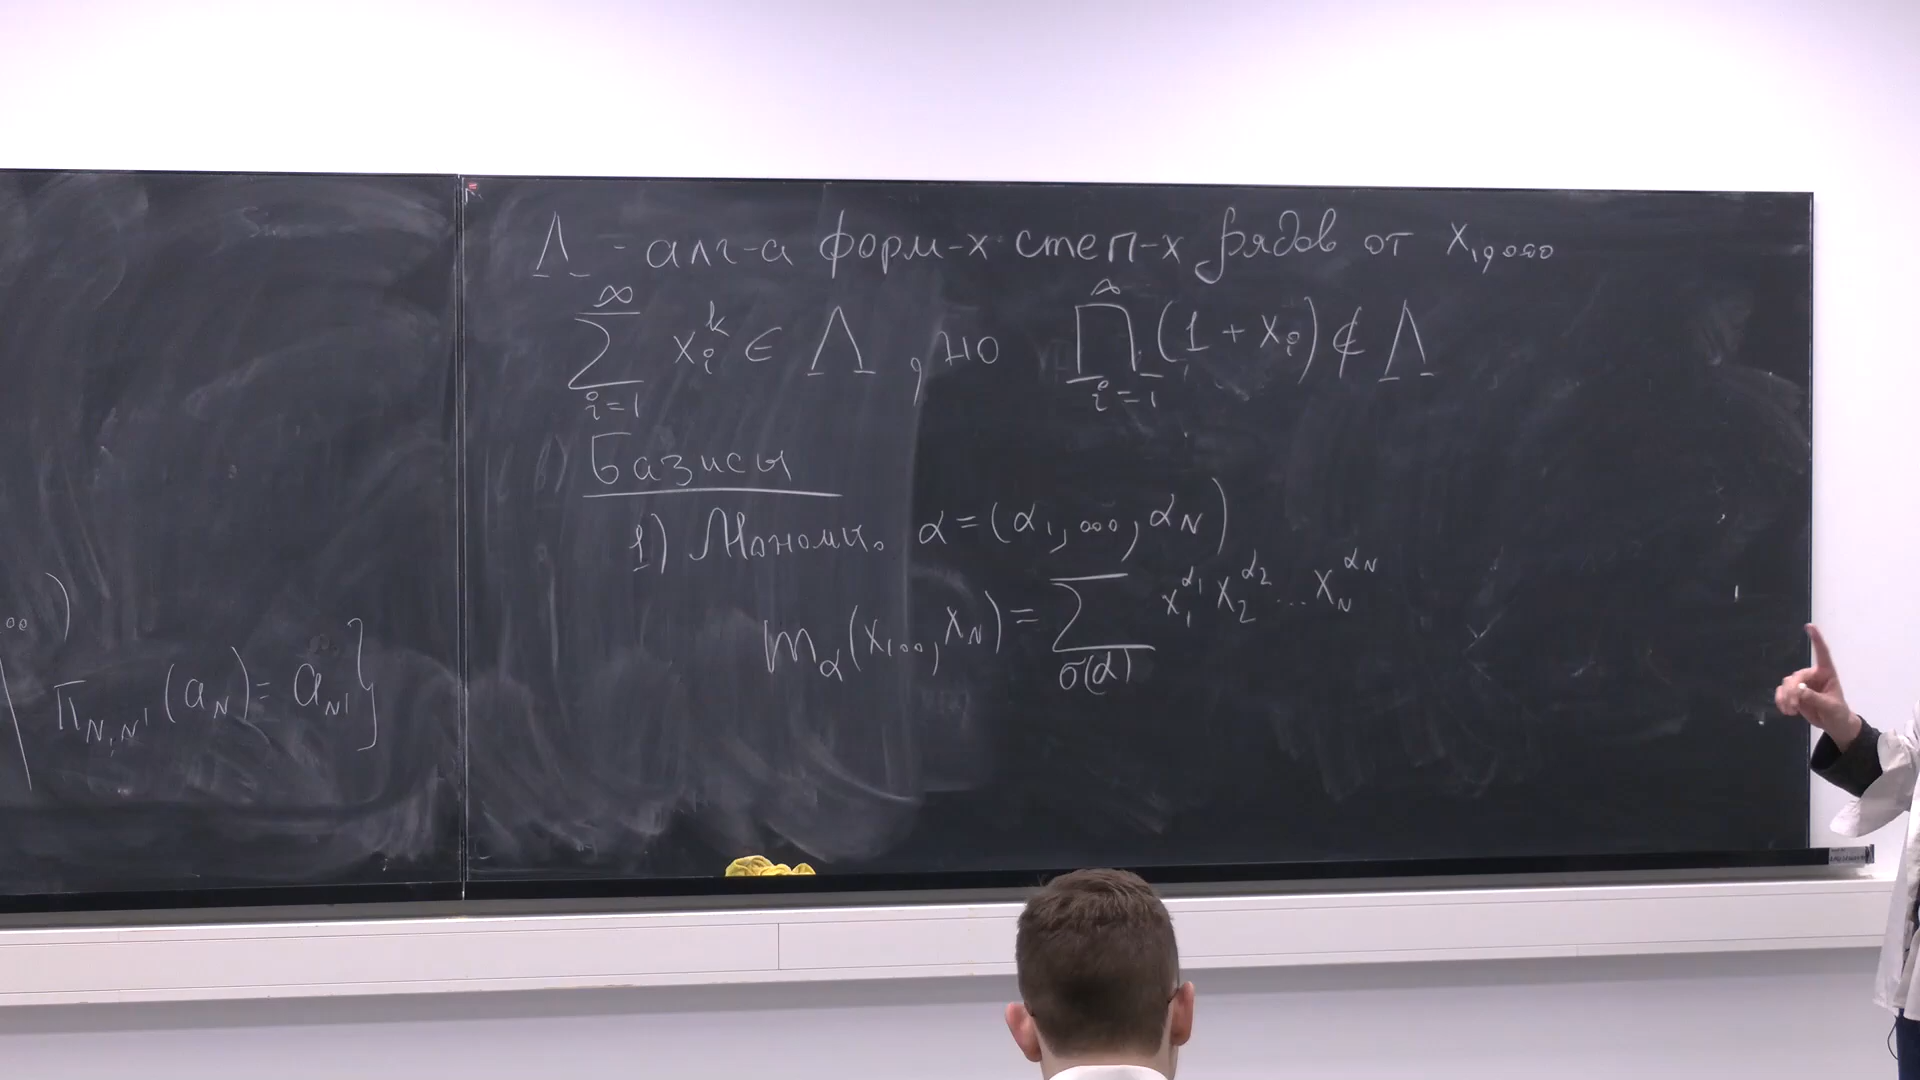 Λ - алг-а форм-х степ-х рядов от x₁,...
∑_{i=1}^{∞} x_i^k ∈ Λ, но ∏_{i=1}^{∞} (1 + x_i) ∉ Λ
Базисы
1) Мономы. α = (α₁, ..., α_N)
m_α(x₁.., x_N) = ∑_{σ(α)} x₁^{α₁} x₂^{α₂} ... x_N^{α_N}
π_{N,N'}(a_N) = a_{N'}}